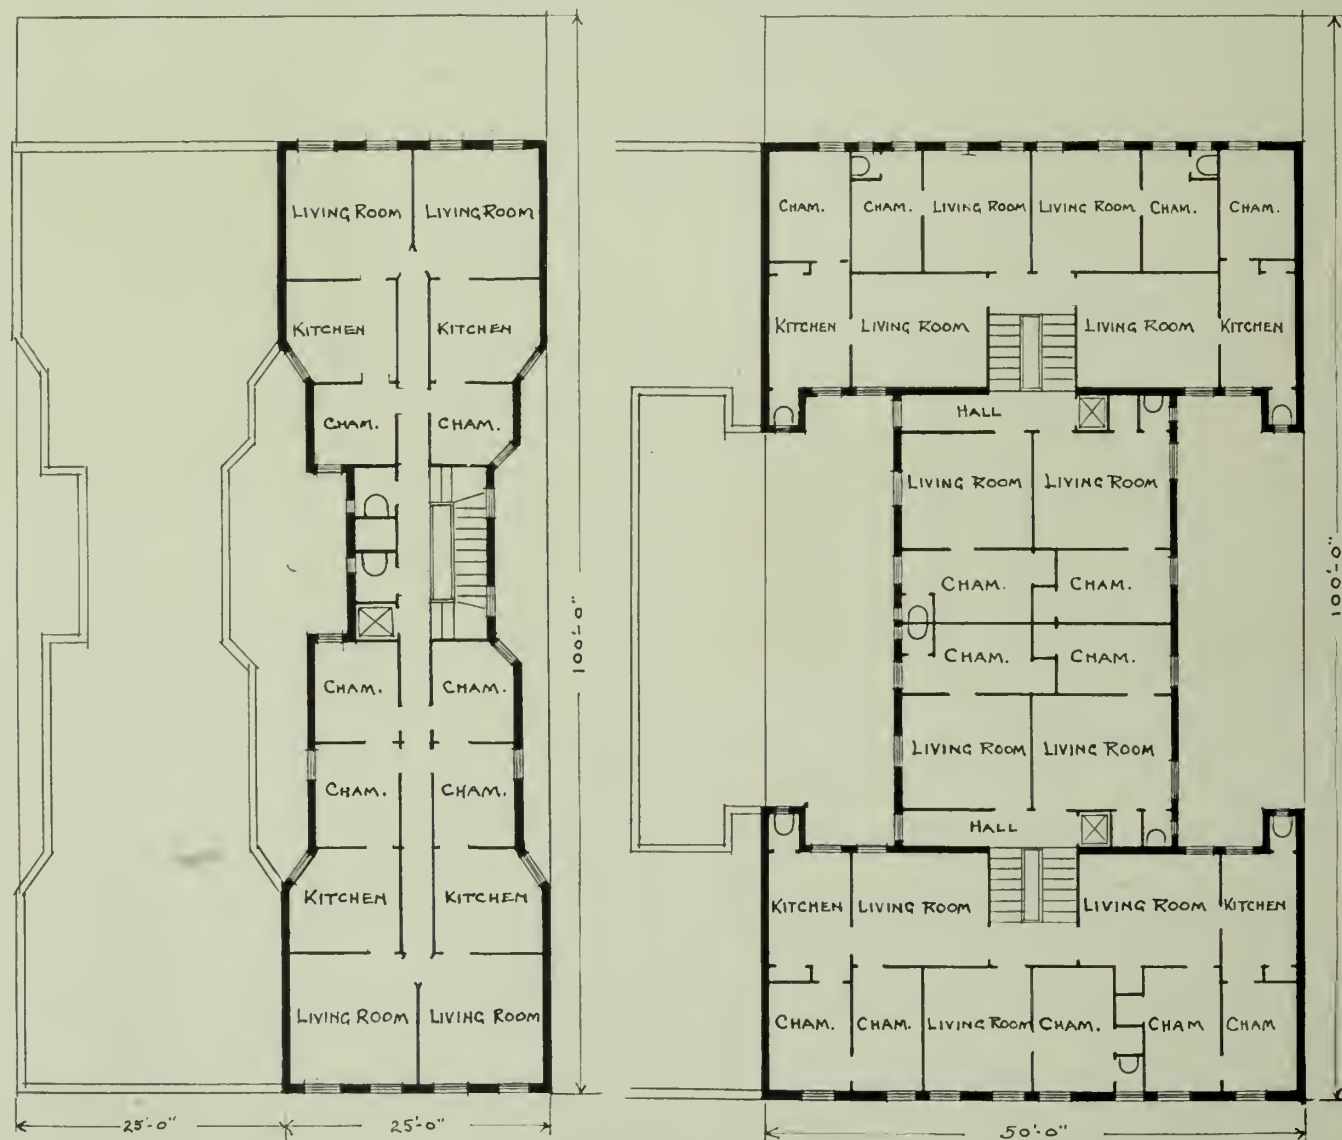 LIVING ROOM LIVING ROOM
KITCHEN KITCHEN
CHAM. CHAM.
CHAM. CHAM.
CHAM. CHAM.
KITCHEN KITCHEN
LIVING ROOM LIVING ROOM
100'-0"
25'-0" 25'-0"
CHAM. CHAM. LIVING ROOM LIVING ROOM CHAM. CHAM.
KITCHEN LIVING ROOM LIVING ROOM KITCHEN
HALL
LIVING ROOM LIVING ROOM
CHAM. CHAM.
CHAM. CHAM.
LIVING ROOM LIVING ROOM
HALL
KITCHEN LIVING ROOM LIVING ROOM KITCHEN
CHAM. CHAM. LIVING ROOM CHAM. CHAM CHAM
100'-0"
50'-0"